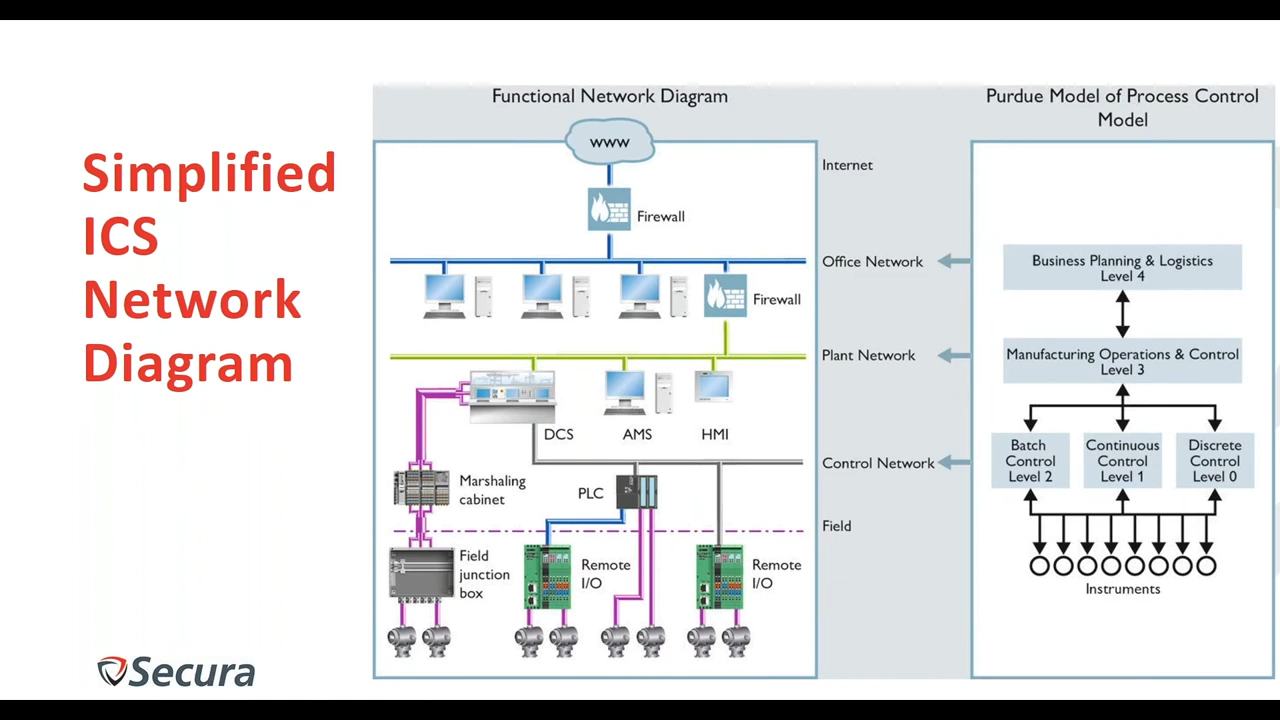 Simplified
ICS
Network
Diagram
Secura
Functional Network Diagram
www
Firewall
Firewall
DCS
AMS
HMI
Marshaling
cabinet
PLC
Field
junction
box
Remote
I/O
Remote
I/O
Internet
Office Network
Plant Network
Control Network
Field
Purdue Model of Process Control
Model
Business Planning & Logistics
Level 4
Manufacturing Operations & Control
Level 3
Batch
Control
Level 2
Continuous
Control
Level 1
Discrete
Control
Level 0
Instruments